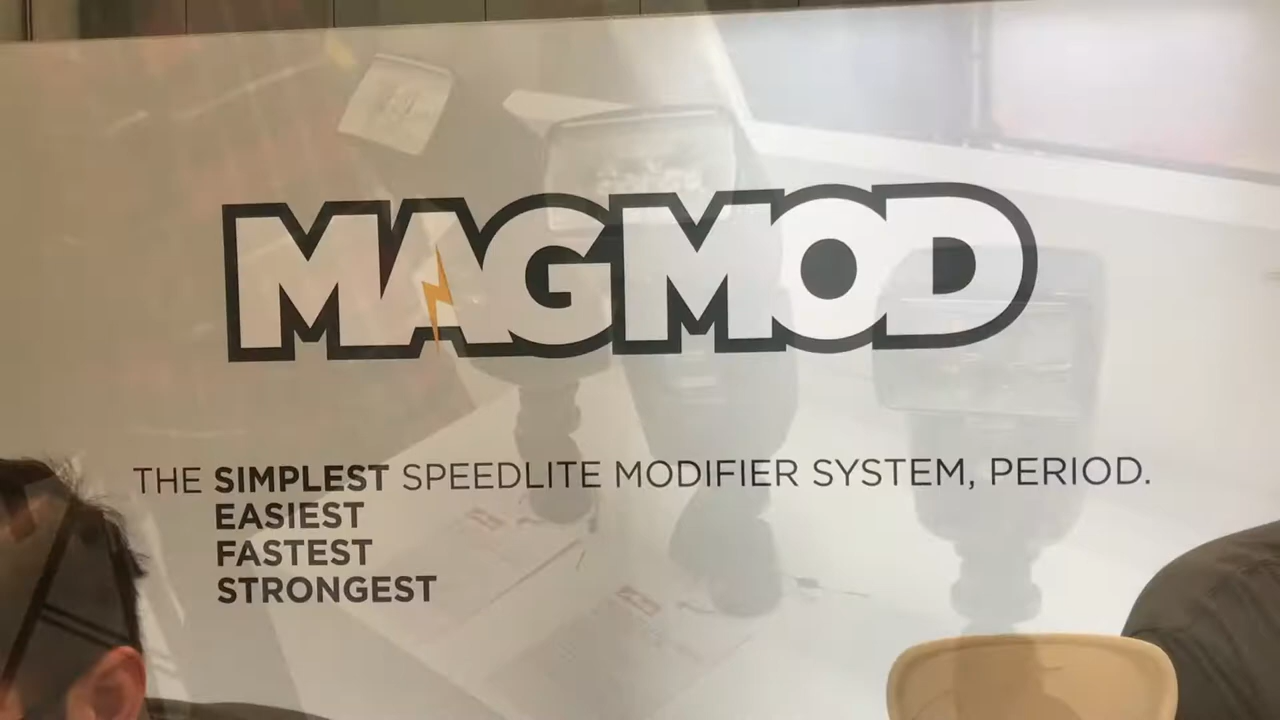 MAGMOD
THE SIMPLEST SPEEDLITE MODIFIER SYSTEM, PERIOD.
EASIEST
FASTEST
STRONGEST